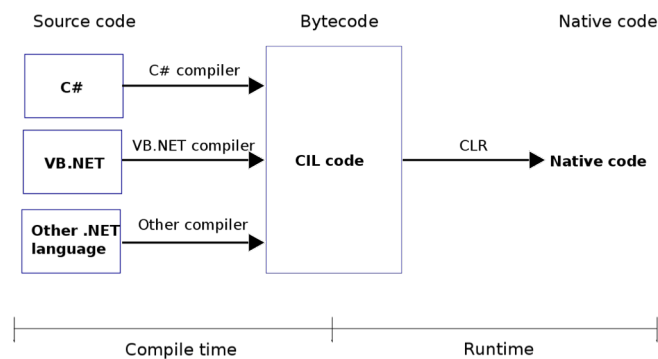 Source code
Bytecode
Native code
C#
C# compiler
VB.NET
VB.NET compiler
CIL code
CLR
Native code
Other .NET
language
Other compiler
Compile time
Runtime